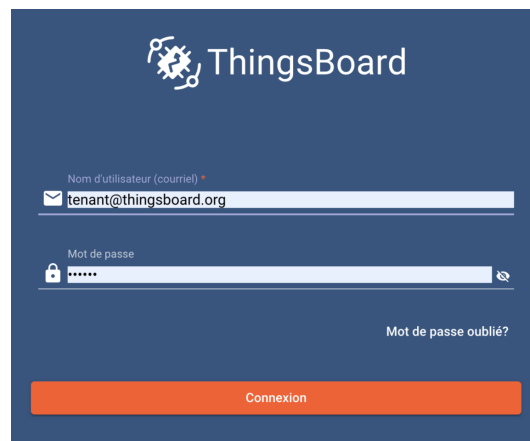 ThingsBoard
Nom d'utilisateur (courriel) *
tenant@thingsboard.org
Mot de passe
••••••
Mot de passe oublié?
Connexion